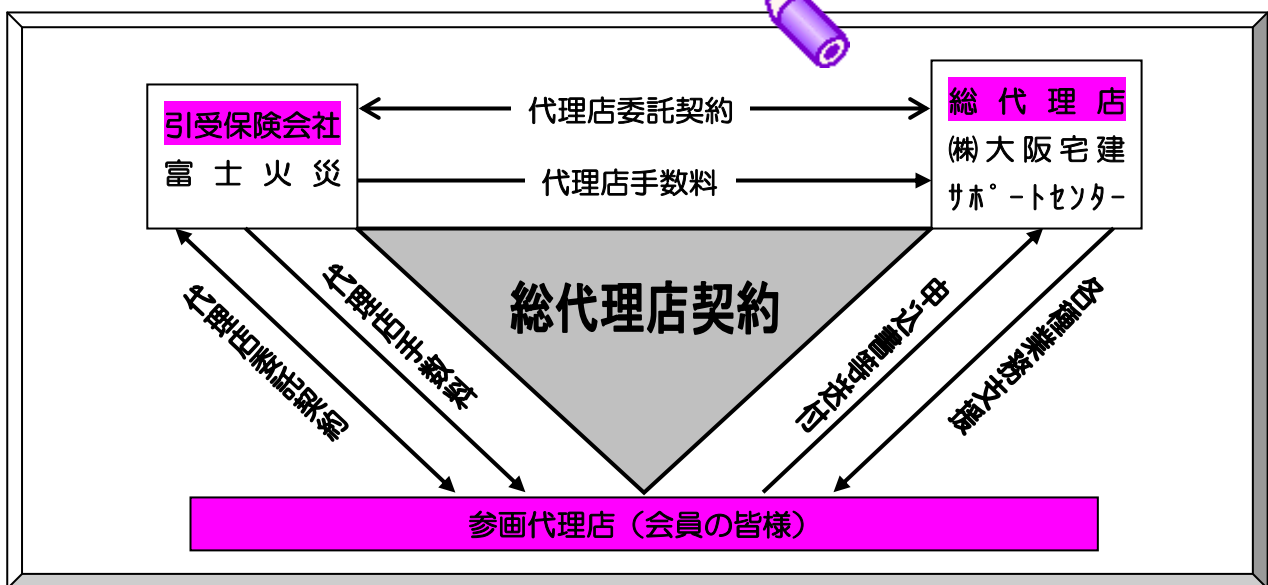 代理店委託契約
引受保険会社
富士火災
総代理店
㈱大阪宅建
ｻﾎﾟｰﾄｾﾝﾀｰ
代理店手数料
代理店委託契約
代理店手数料
総代理店契約
申込書等送付
各種業務支援
参画代理店（会員の皆様）